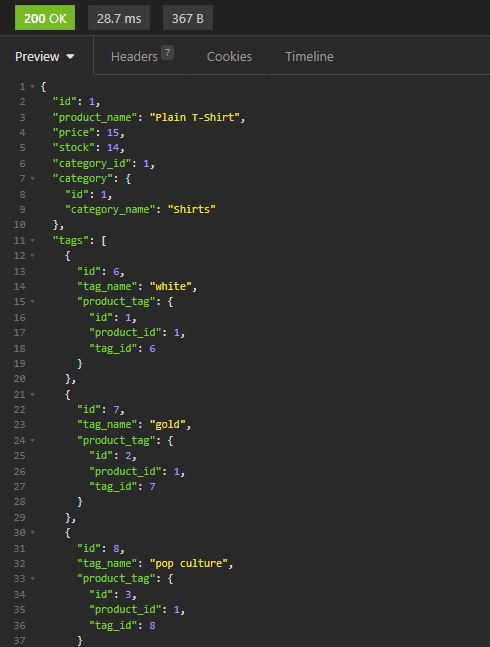 200 OK 28.7 ms 367 B
Preview Headers 7 Cookies Timeline
1 {
2 "id": 1,
3 "product_name": "Plain T-Shirt",
4 "price": 15,
5 "stock": 14,
6 "category_id": 1,
7 "category": {
8 "id": 1,
9 "category_name": "Shirts"
10 },
11 "tags": [
12 {
13 "id": 6,
14 "tag_name": "white",
15 "product_tag": {
16 "id": 1,
17 "product_id": 1,
18 "tag_id": 6
19 }
20 },
21 {
22 "id": 7,
23 "tag_name": "gold",
24 "product_tag": {
25 "id": 2,
26 "product_id": 1,
27 "tag_id": 7
28 }
29 },
30 {
31 "id": 8,
32 "tag_name": "pop culture",
33 "product_tag": {
34 "id": 3,
35 "product_id": 1,
36 "tag_id": 8
37 }